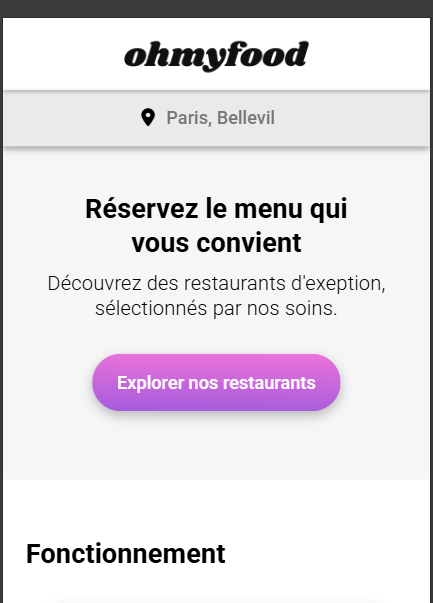 ohmyfood
Paris, Bellevil
Réservez le menu qui
vous convient
Découvrez des restaurants d'exeption,
sélectionnés par nos soins.
Explorer nos restaurants
Fonctionnement